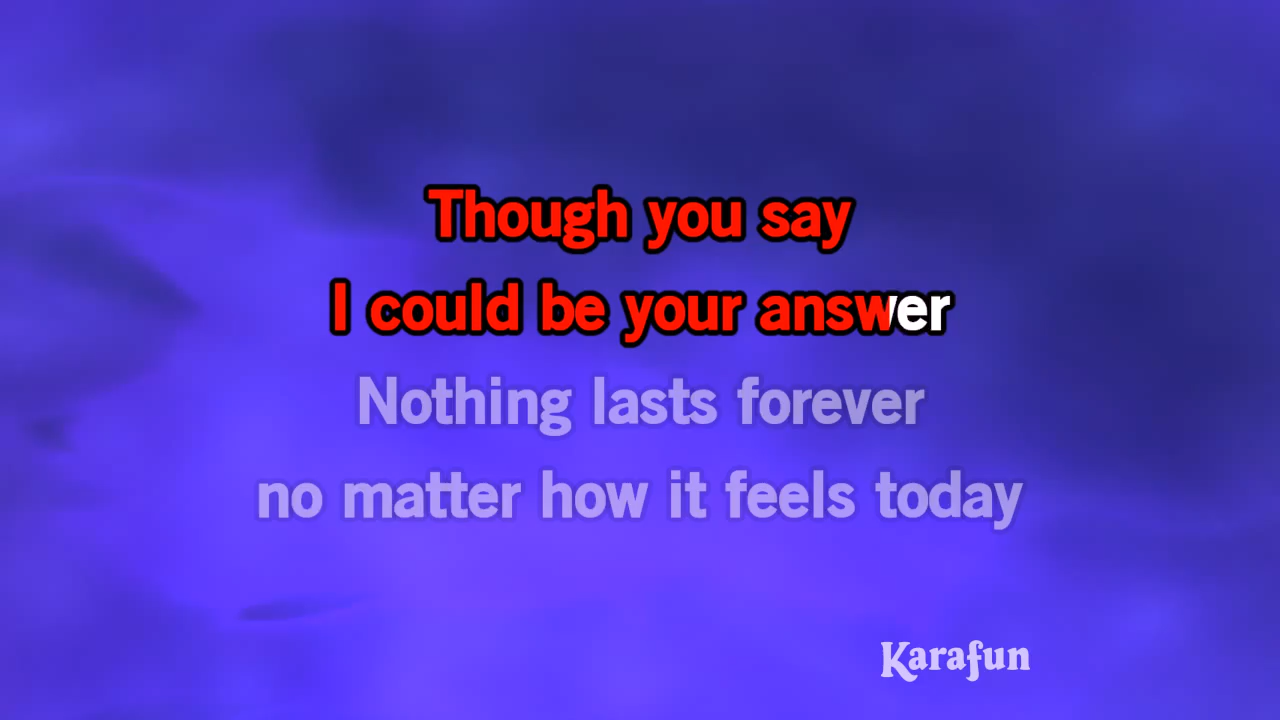 Though you say
I could be your answer
Nothing lasts forever
no matter how it feels today
Karafun